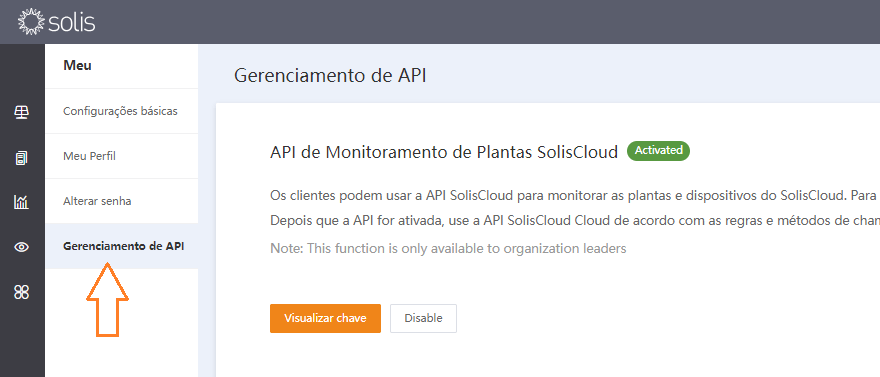 solis
Meu
Gerenciamento de API
Configurações básicas
API de Monitoramento de Plantas SolisCloud Activated
Meu Perfil
Os clientes podem usar a API SolisCloud para monitorar as plantas e dispositivos do SolisCloud. Para
Alterar senha
Depois que a API for ativada, use a API SolisCloud Cloud de acordo com as regras e métodos de
Gerenciamento de API
Note: This function is only available to organization leaders
Visualizar chave Disable